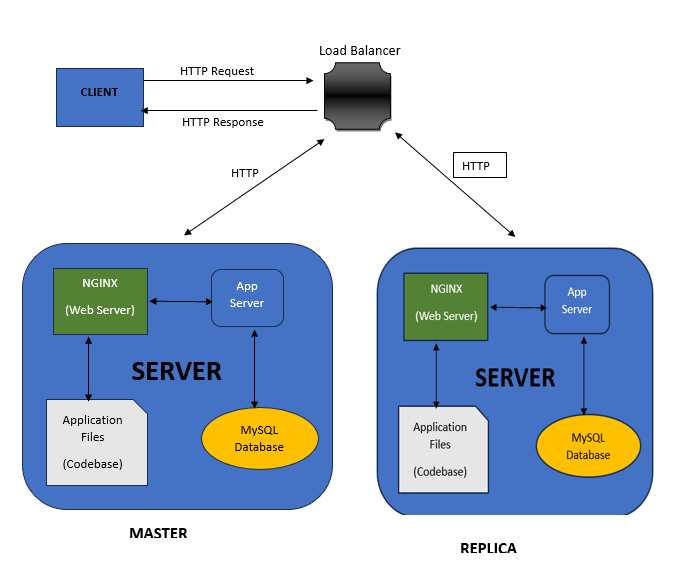 Load Balancer
CLIENT
HTTP Request
HTTP Response
HTTP
HTTP
NGINX
(Web Server)
App
Server
SERVER
Application
Files
(Codebase)
MySQL
Database
MASTER
NGINX
(Web Server)
App
Server
SERVER
Application
Files
(Codebase)
MySQL
Database
REPLICA